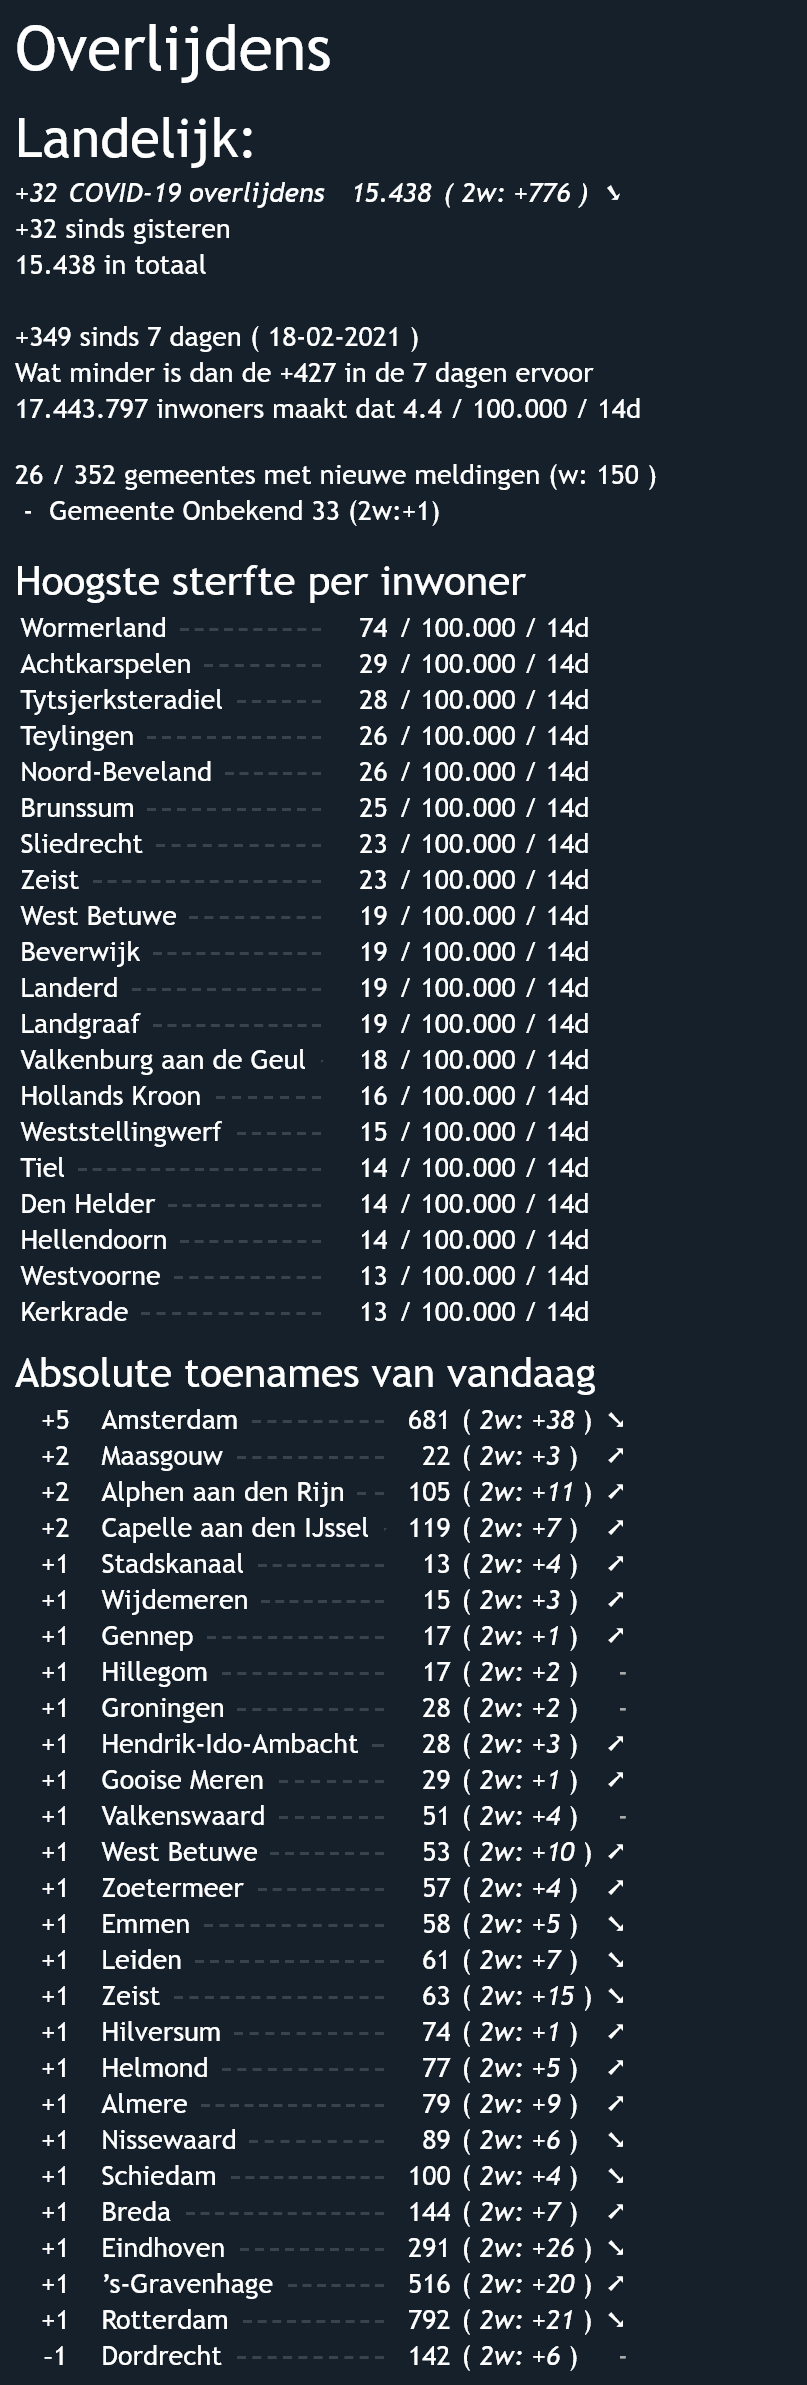 Overlijdens
Landelijk:
+32 COVID-19 overlijdens 15.438 ( 2w: +776 ) ➘
+32 sinds gisteren
15.438 in totaal
+349 sinds 7 dagen ( 18-02-2021 )
Wat minder is dan de +427 in de 7 dagen ervoor
17.443.797 inwoners maakt dat 4.4 / 100.000 / 14d
26 / 352 gemeentes met nieuwe meldingen (w: 150 )
- Gemeente Onbekend 33 (2w:+1)
Hoogste sterfte per inwoner
Wormerland ---------- 74 / 100.000 / 14d
Achtkarspelen -------- 29 / 100.000 / 14d
Tytsjerksteradiel ------ 28 / 100.000 / 14d
Teylingen ------------ 26 / 100.000 / 14d
Noord-Beveland ------- 26 / 100.000 / 14d
Brunssum ------------ 25 / 100.000 / 14d
Sliedrecht ----------- 23 / 100.000 / 14d
Zeist ---------------- 23 / 100.000 / 14d
West Betuwe --------- 19 / 100.000 / 14d
Beverwijk ------------ 19 / 100.000 / 14d
Landerd ------------- 19 / 100.000 / 14d
Landgraaf ------------ 19 / 100.000 / 14d
Valkenburg aan de Geul - 18 / 100.000 / 14d
Hollands Kroon ------- 16 / 100.000 / 14d
Weststellingwerf ------ 15 / 100.000 / 14d
Tiel ----------------- 14 / 100.000 / 14d
Den Helder ----------- 14 / 100.000 / 14d
Hellendoorn ---------- 14 / 100.000 / 14d
Westvoorne ---------- 13 / 100.000 / 14d
Kerkrade ------------ 13 / 100.000 / 14d
Absolute toenames van vandaag
+5 Amsterdam --------- 681 ( 2w: +38 ) ➘
+2 Maasgouw ---------- 22 ( 2w: +3 ) ➚
+2 Alphen aan den Rijn -- 105 ( 2w: +11 ) ➚
+2 Capelle aan den IJssel - 119 ( 2w: +7 ) ➚
+1 Stadskanaal --------- 13 ( 2w: +4 ) ➚
+1 Wijdemeren --------- 15 ( 2w: +3 ) ➚
+1 Gennep ------------ 17 ( 2w: +1 ) ➚
+1 Hillegom ----------- 17 ( 2w: +2 ) -
+1 Groningen ---------- 28 ( 2w: +2 ) -
+1 Hendrik-Ido-Ambacht - 28 ( 2w: +3 ) ➚
+1 Gooise Meren ------- 29 ( 2w: +1 ) ➚
+1 Valkenswaard ------- 51 ( 2w: +4 ) -
+1 West Betuwe -------- 53 ( 2w: +10 ) ➚
+1 Zoetermeer --------- 57 ( 2w: +4 ) ➚
+1 Emmen ------------ 58 ( 2w: +5 ) ➘
+1 Leiden ------------- 61 ( 2w: +7 ) ➘
+1 Zeist -------------- 63 ( 2w: +15 ) ➘
+1 Hilversum ---------- 74 ( 2w: +1 ) ➚
+1 Helmond ----------- 77 ( 2w: +5 ) ➚
+1 Almere ------------- 79 ( 2w: +9 ) ➚
+1 Nissewaard --------- 89 ( 2w: +6 ) ➘
+1 Schiedam ----------- 100 ( 2w: +4 ) ➘
+1 Breda -------------- 144 ( 2w: +7 ) ➚
+1 Eindhoven ---------- 291 ( 2w: +26 ) ➘
+1 ’s-Gravenhage ------- 516 ( 2w: +20 ) ➚
+1 Rotterdam ---------- 792 ( 2w: +21 ) ➘
-1 Dordrecht ---------- 142 ( 2w: +6 ) -